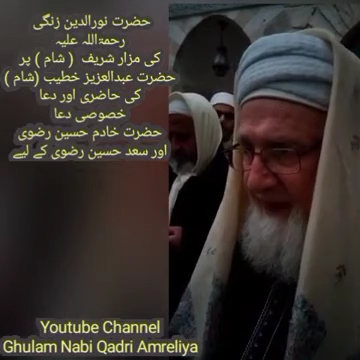 حضرت نورالدین زنگی
رحمۃاللہ علیہ
کی مزار شریف ( شام ) پر
حضرت عبدالعزیز خطیب (شام )
کی حاضری اور دعا
خصوصی دعا
حضرت خادم حسین رضوی
اور سعد حسین رضوی کے لیے
Youtube Channel
Ghulam Nabi Qadri Amreliya